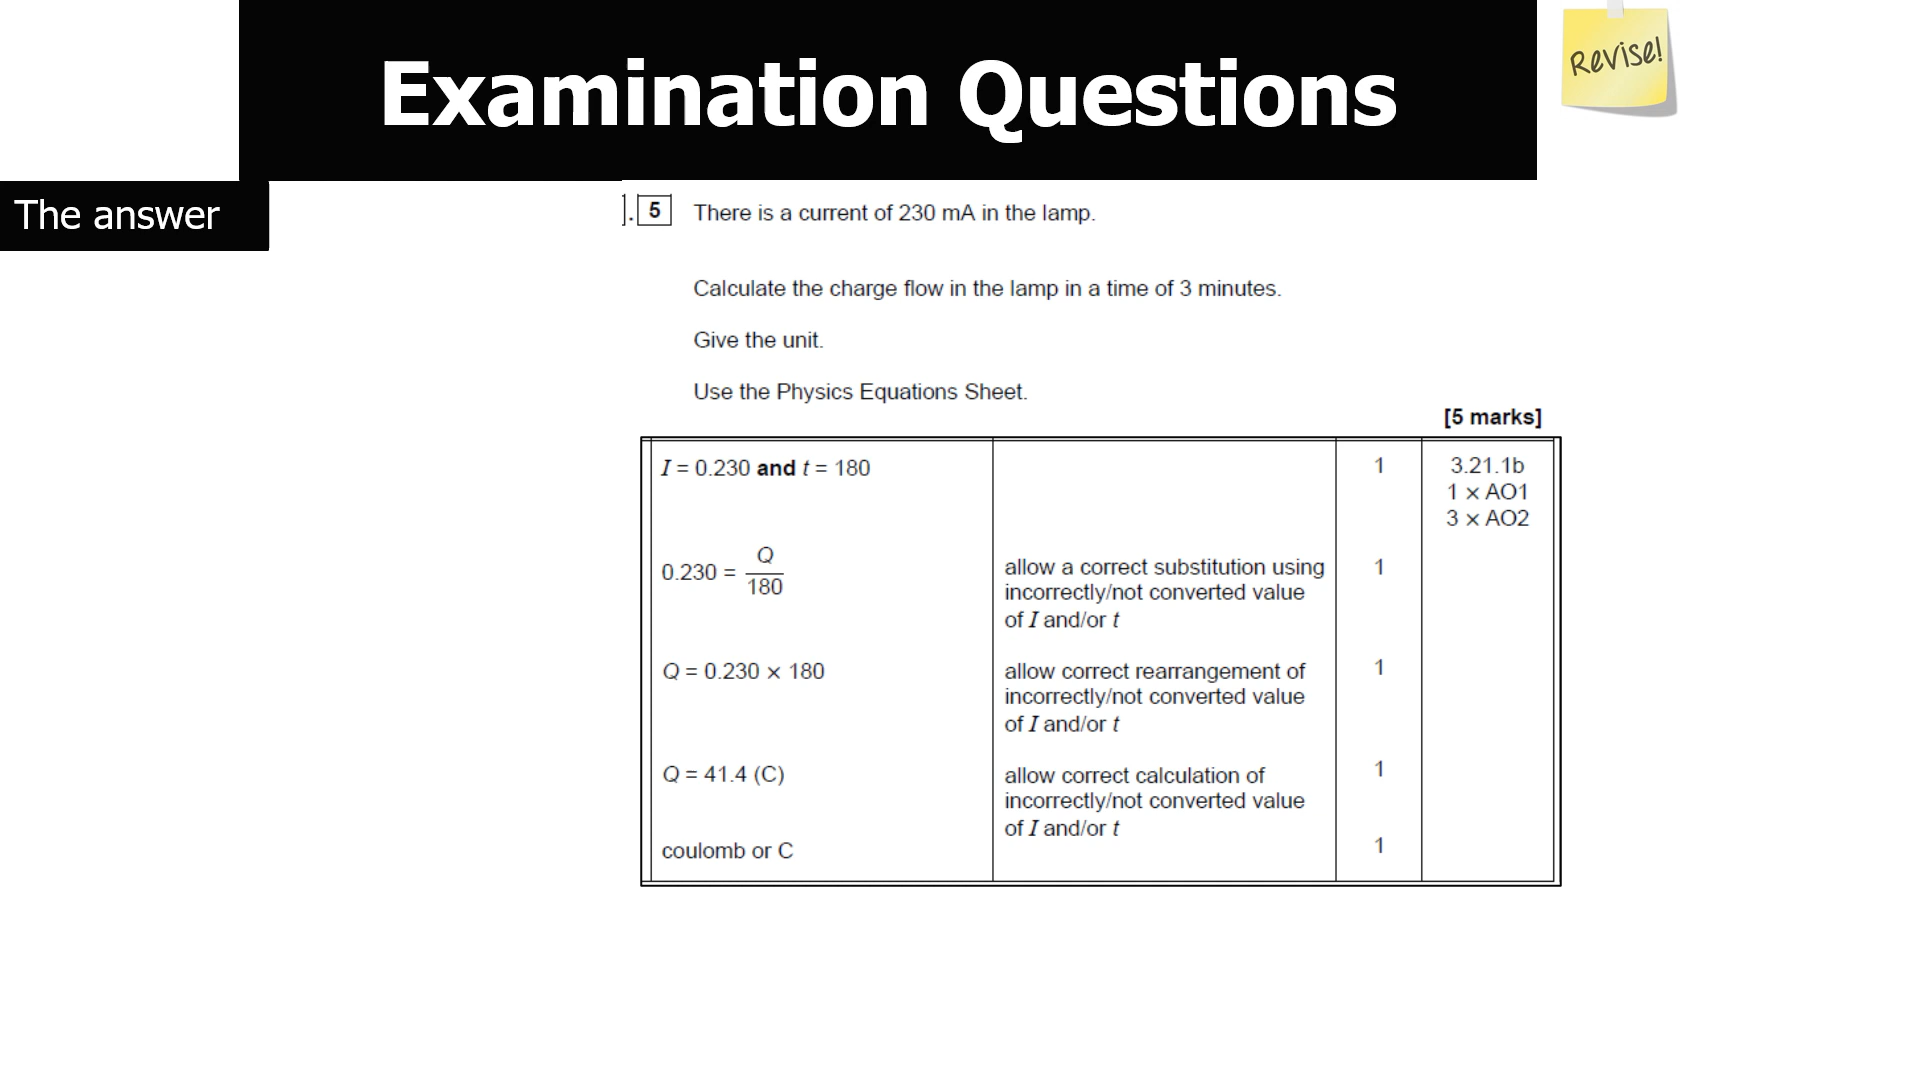 Examination Questions
Revise!
The answer
].5 There is a current of 230 mA in the lamp.
Calculate the charge flow in the lamp in a time of 3 minutes.
Give the unit.
Use the Physics Equations Sheet.
[5 marks]
I = 0.230 and t = 180 1 3.21.1b
1 × AO1
3 × AO2
0.230 = Q/180 allow a correct substitution using 1
incorrectly/not converted value
of I and/or t
Q = 0.230 × 180 allow correct rearrangement of 1
incorrectly/not converted value
of I and/or t
Q = 41.4 (C) allow correct calculation of 1
incorrectly/not converted value
of I and/or t
coulomb or C 1